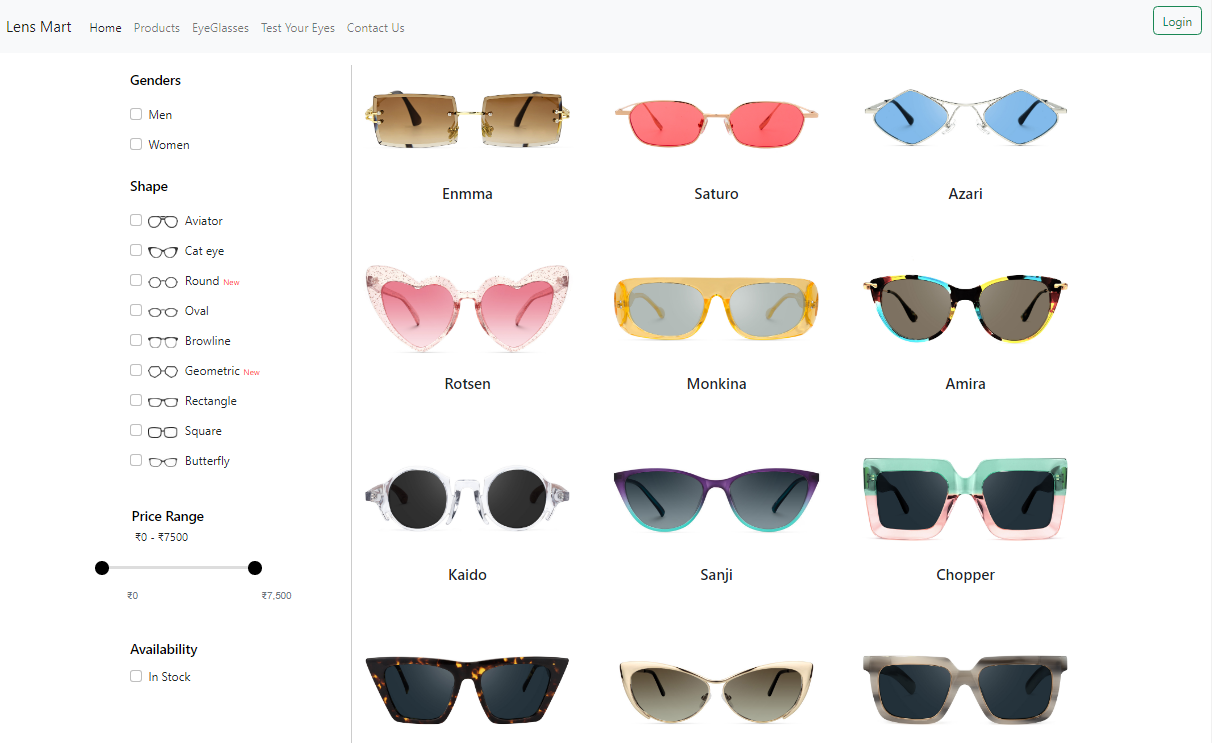 Lens Mart Home Products EyeGlasses Test Your Eyes Contact Us Login
Genders
Men
Women
Shape
Aviator
Cat eye
Round New
Oval
Browline
Geometric New
Rectangle
Square
Butterfly
Price Range
₹0 - ₹7500
₹0 ₹7,500
Availability
In Stock
Enmma Saturo Azari
Rotsen Monkina Amira
Kaido Sanji Chopper